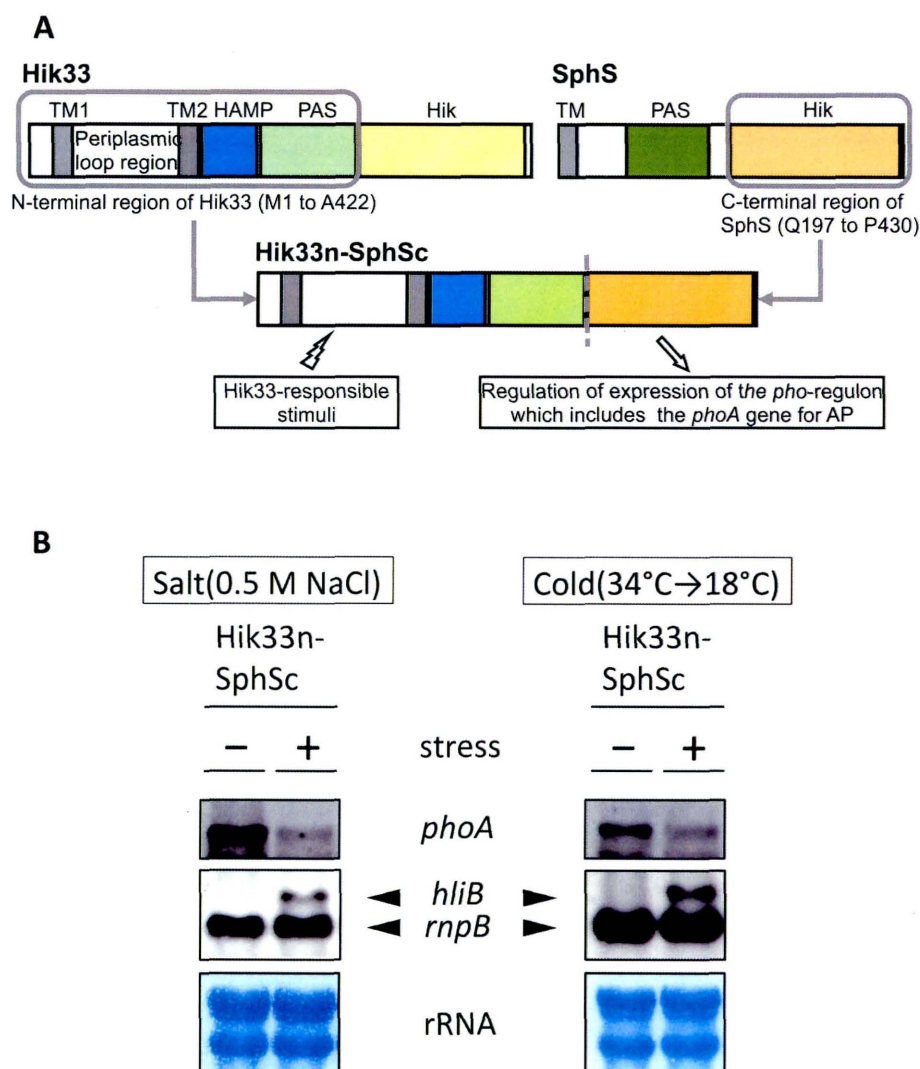 A
Hik33
SphS
TM1
TM2 HAMP
PAS
Hik
TM
PAS
Hik
Periplasmic
loop region
N-terminal region of Hik33 (M1 to A422)
C-terminal region of
SphS (Q197 to P430)
Hik33n-SphSc
Hik33-responsible
stimuli
Regulation of expression of the pho-regulon
which includes the phoA gene for AP
B
Salt(0.5 M NaCl)
Cold(34°C→18°C)
Hik33n-
SphSc
Hik33n-
SphSc
− + stress − +
phoA
hliB
rnpB
rRNA